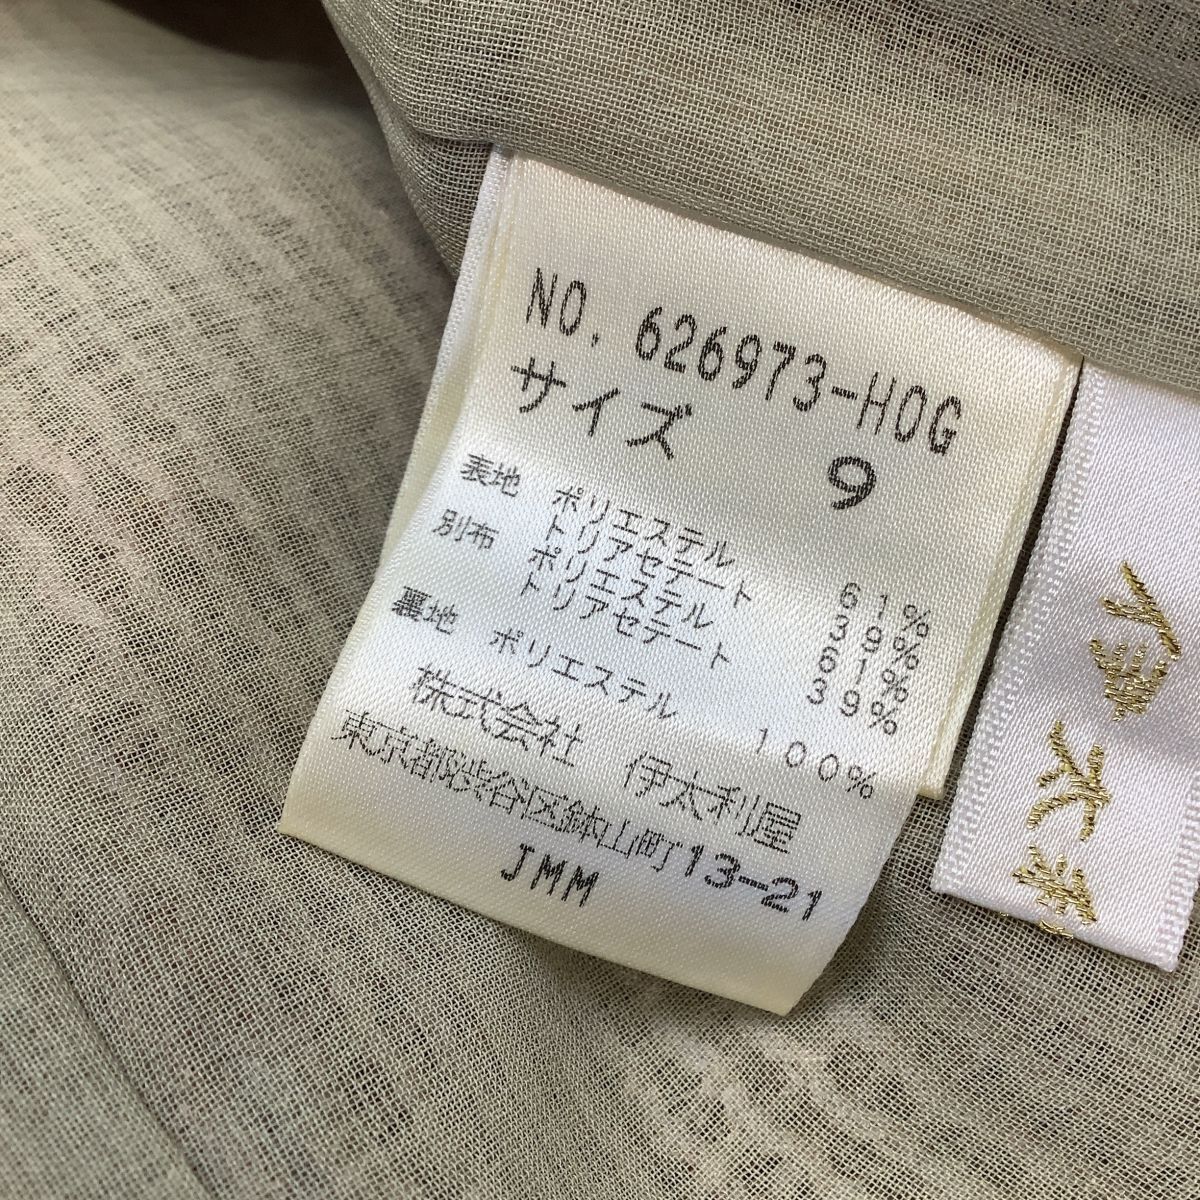 NO. 626973-HOG
サイズ 9
表地 ポリエステル 61%
トリアセテート 39%
別布 ポリエステル 61%
トリアセテート 39%
裏地 ポリエステル 100%
株式会社 伊太利屋
東京都渋谷区鉢山町13-21
JMM